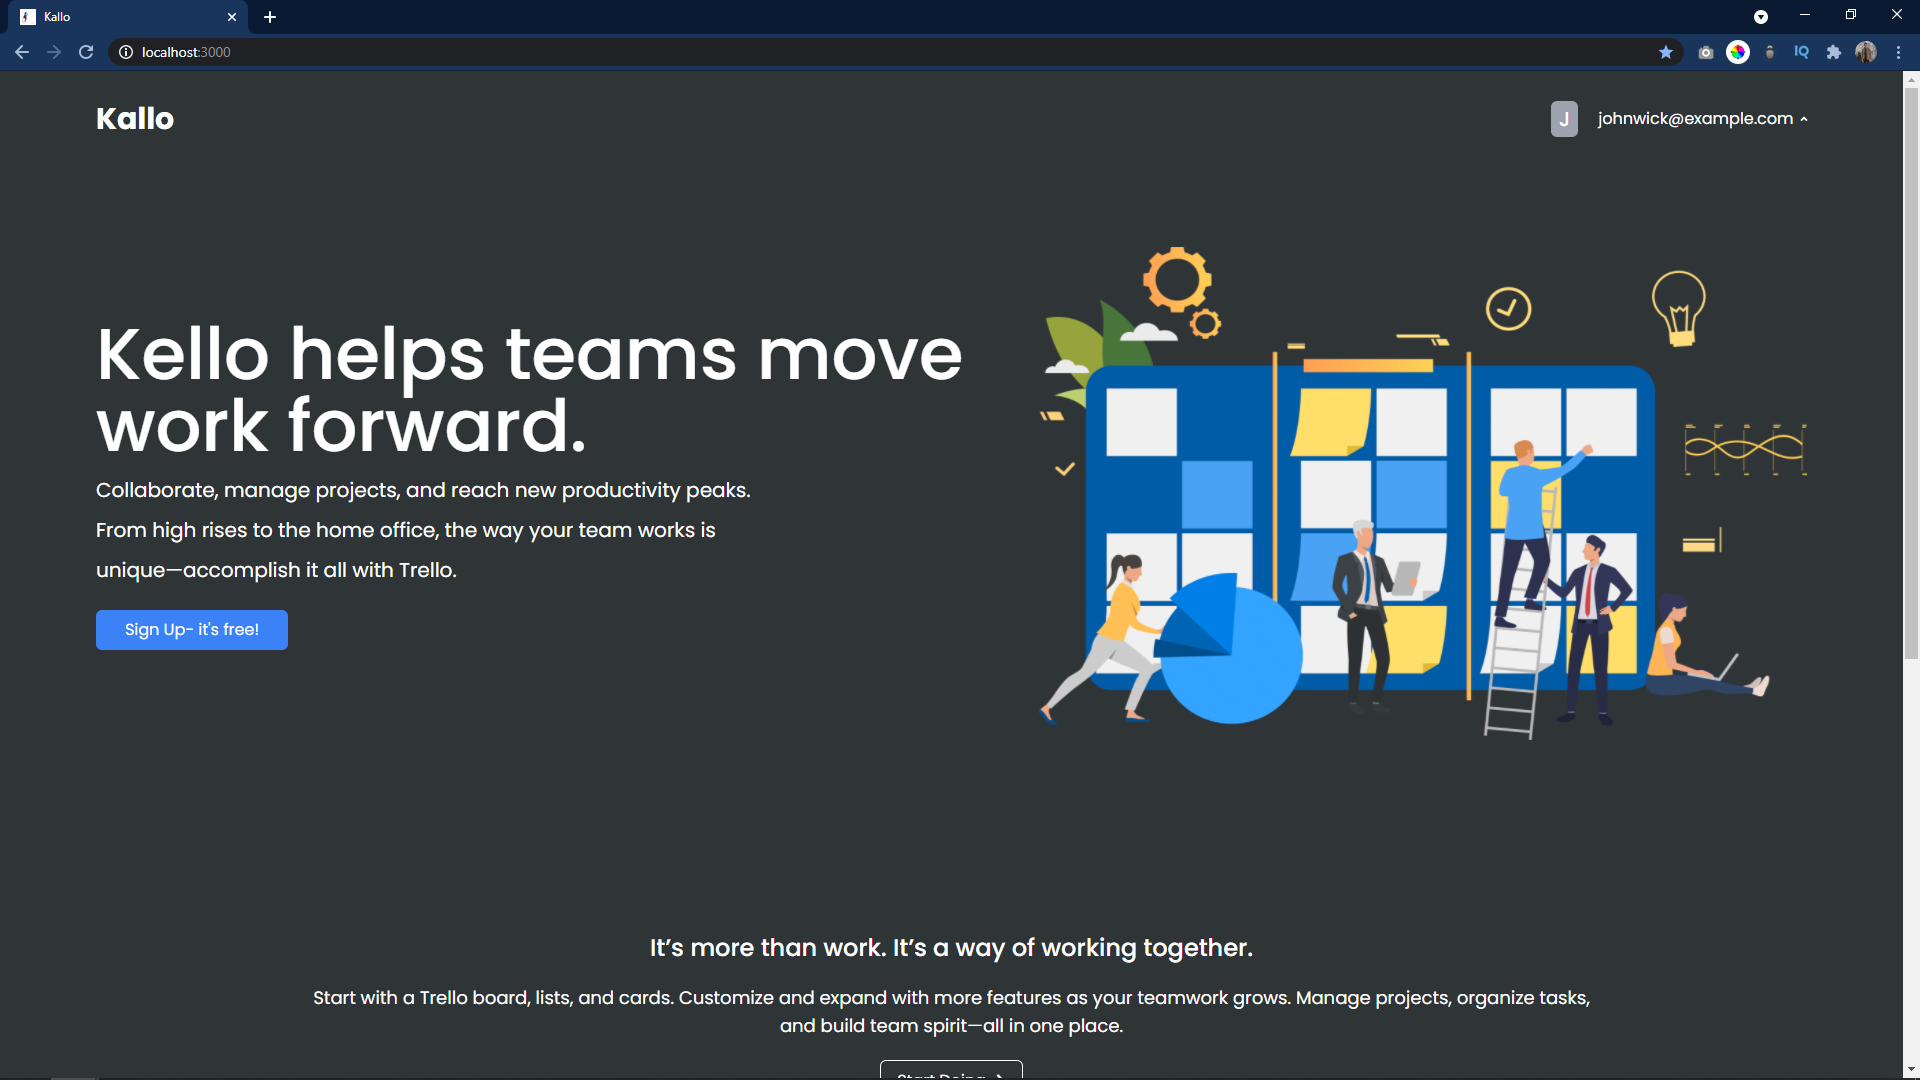 Kallo
localhost:3000
IQ
Kallo
J
johnwick@example.com
Kello helps teams move
work forward.
Collaborate, manage projects, and reach new productivity peaks.
From high rises to the home office, the way your team works is
unique—accomplish it all with Trello.
Sign Up- it's free!
It’s more than work. It’s a way of working together.
Start with a Trello board, lists, and cards. Customize and expand with more features as your teamwork grows. Manage projects, organize tasks,
and build team spirit—all in one place.
Start Doing